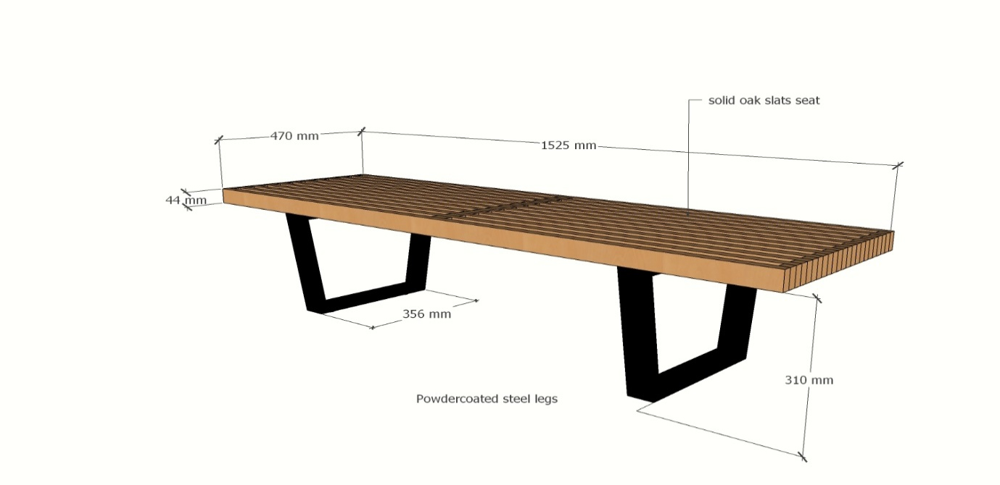 solid oak slats seat
470 mm
1525 mm
44 mm
356 mm
310 mm
Powdercoated steel legs